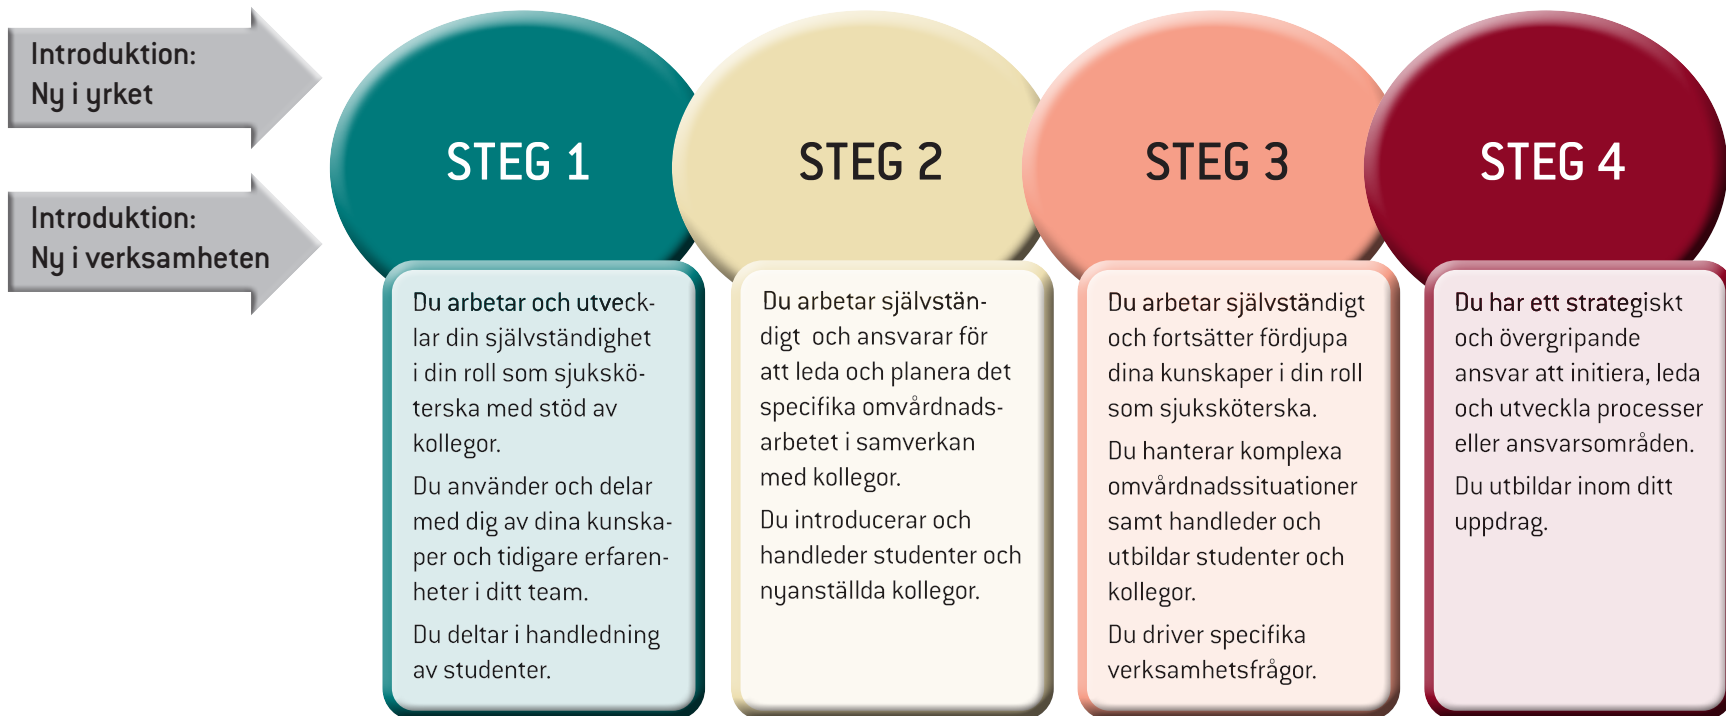 Introduktion:
Ny i yrket
Introduktion:
Ny i verksamheten
STEG 1
Du arbetar och utveck-
lar din självständighet
i din roll som sjukskö-
terska med stöd av
kollegor.
Du använder och delar
med dig av dina kunska-
per och tidigare erfaren-
heter i ditt team.
Du deltar i handledning
av studenter.
STEG 2
Du arbetar självstän-
digt och ansvarar för
att leda och planera det
specifika omvårdnads-
arbetet i samverkan
med kollegor.
Du introducerar och
handleder studenter och
nyanställda kollegor.
STEG 3
Du arbetar självständigt
och fortsätter fördjupa
dina kunskaper i din roll
som sjuksköterska.
Du hanterar komplexa
omvårdnadssituationer
samt handleder och
utbildar studenter och
kollegor.
Du driver specifika
verksamhetsfrågor.
STEG 4
Du har ett strategiskt
och övergripande
ansvar att initiera, leda
och utveckla processer
eller ansvarsområden.
Du utbildar inom ditt
uppdrag.